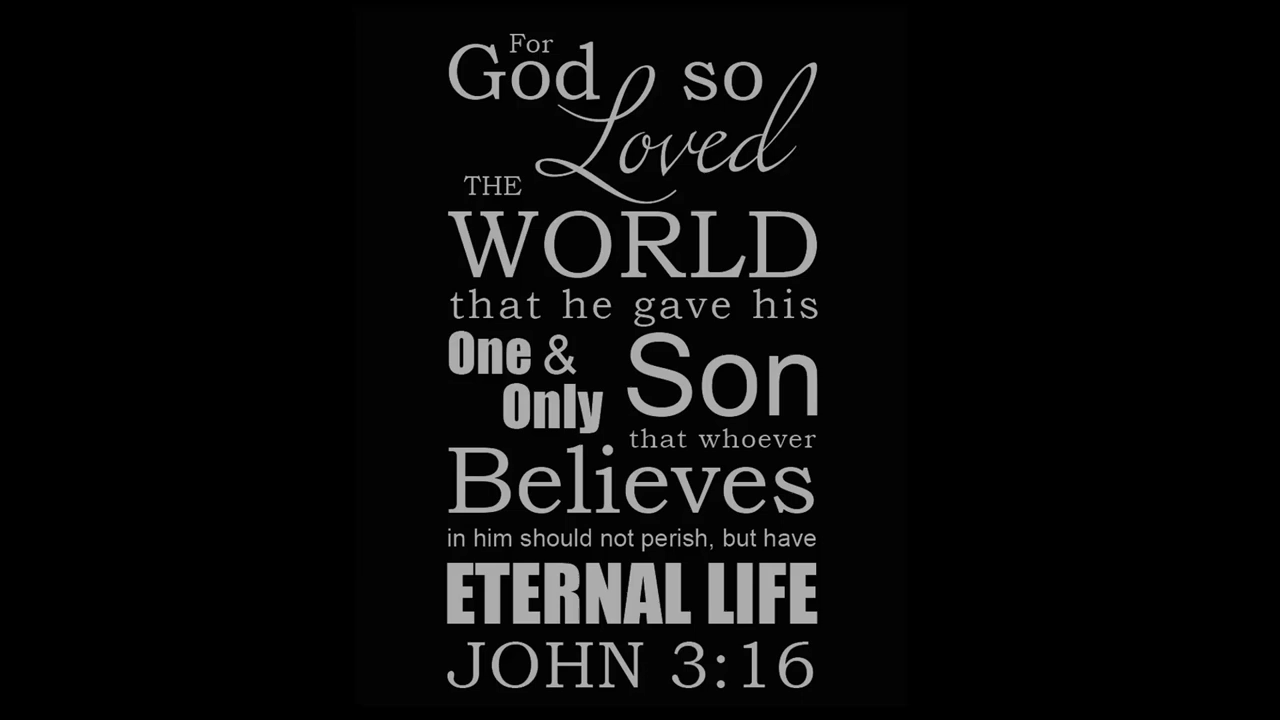 For
God so
Loved
THE
WORLD
that he gave his
One &
Only Son
that whoever
Believes
in him should not perish, but have
ETERNAL LIFE
JOHN 3:16